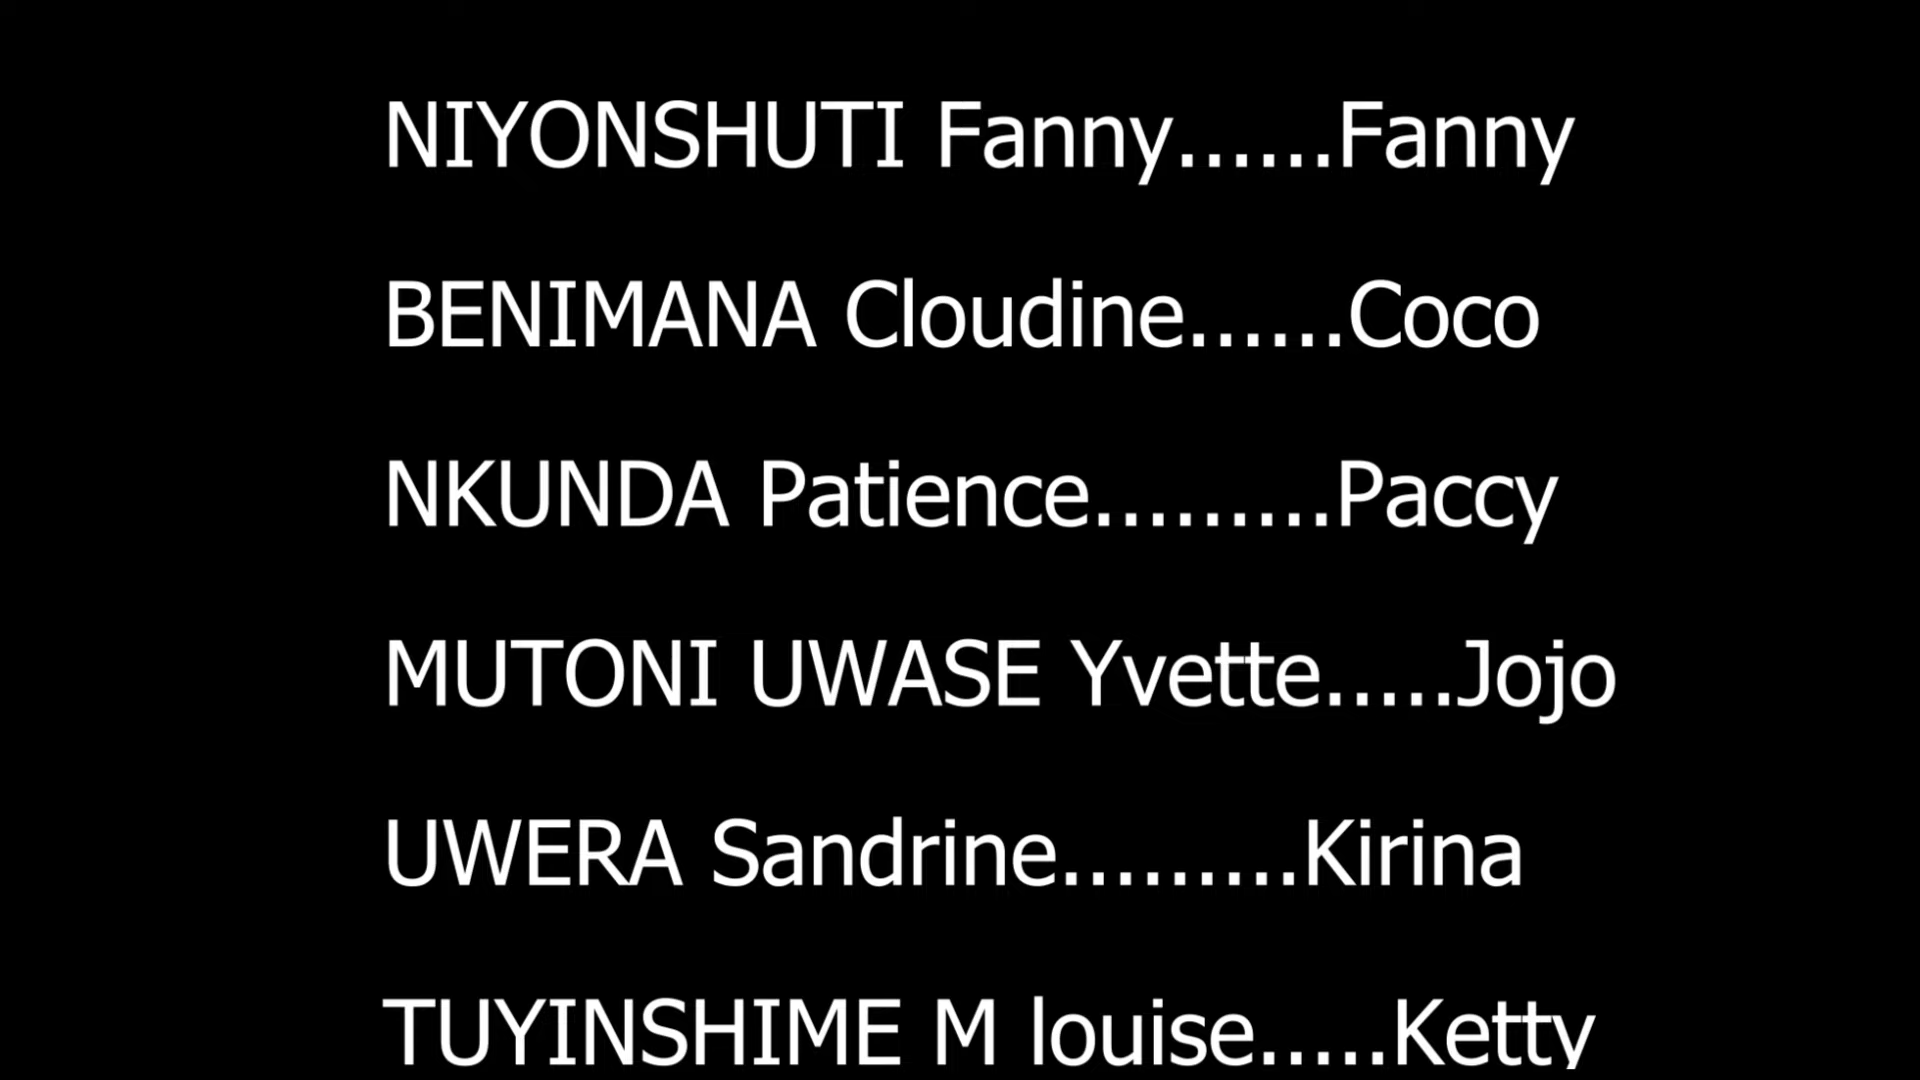 NIYONSHUTI Fanny......Fanny
BENIMANA Cloudine......Coco
NKUNDA Patience.........Paccy
MUTONI UWASE Yvette.....Jojo
UWERA Sandrine.........Kirina
TUYINSHIME M louise.....Ketty